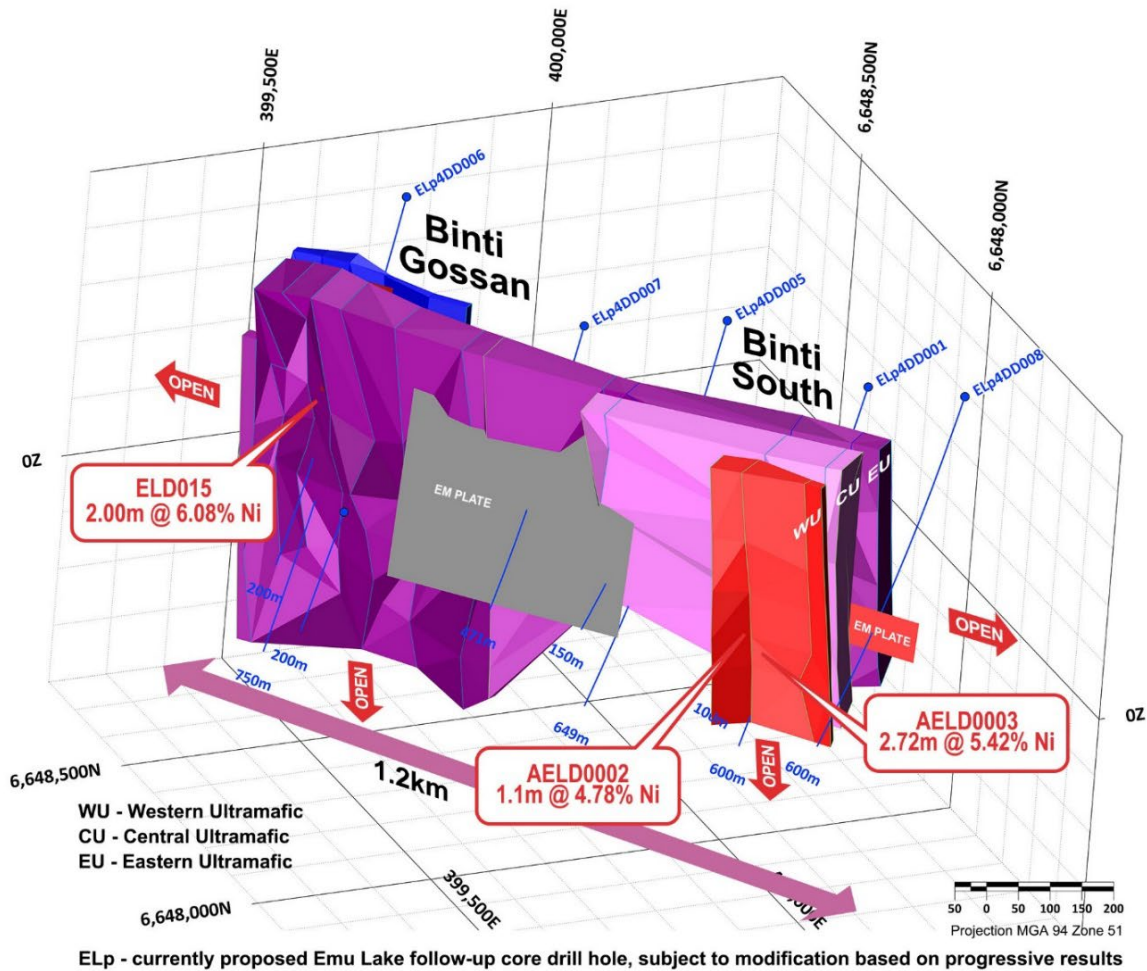 399,500E
400,000E
6,648,500N
6,648,000N
ELp4DD006
Binti
Gossan
ELp4DD007
ELp4DD005
Binti
South
ELp4DD001
ELp4DD008
OPEN
0Z
ELD015
2.00m @ 6.08% Ni
EM PLATE
WU
CU
EU
200m
200m
750m
471m
150m
649m
EM PLATE
OPEN
OPEN
100m
600m
600m
OPEN
AELD0003
2.72m @ 5.42% Ni
0Z
AELD0002
1.1m @ 4.78% Ni
6,648,500N
1.2km
WU - Western Ultramafic
CU - Central Ultramafic
EU - Eastern Ultramafic
6,648,000N
399,500E
50 0 50 100 150 200
Projection MGA 94 Zone 51
ELp - currently proposed Emu Lake follow-up core drill hole, subject to modification based on progressive results